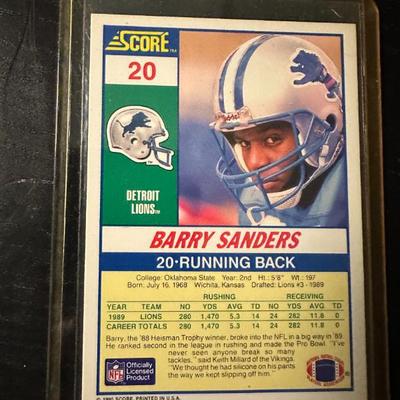 SCORE TM
20
DETROIT
LIONS™
BARRY SANDERS
20·RUNNING BACK
College: Oklahoma State Year: 2nd Ht.: 5'8" Wt.: 197
Born: July 16, 1968 Wichita, Kansas Drafted: Lions #3 - 1989
RUSHING RECEIVING
YEAR TEAM NO YDS AVG TD NO YDS AVG TD
1989 LIONS 280 1,470 5.3 14 24 282 11.8 0
CAREER TOTALS 280 1,470 5.3 14 24 282 11.8 0
Barry, the '88 Heisman Trophy winner, broke into the NFL in a big way in '89.
He ranked second in the league in rushing and made the Pro Bowl. "I've
never seen anyone break so many
tackles," said Keith Millard of the Vikings.
"We thought he had silicone on his pants
the way we kept slipping off him."
NFL
Officially
Licensed
Product
© 1990 SCORE, PRINTED IN U.S.A.